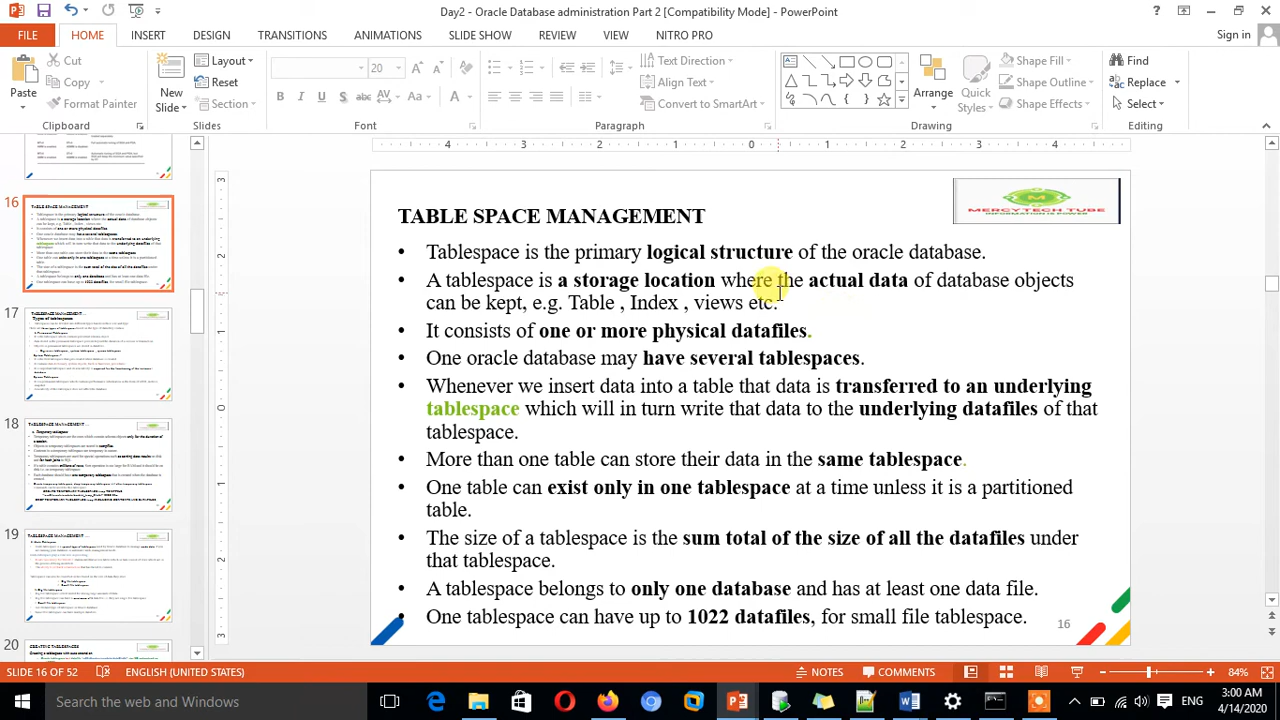 Day2 - Oracle Database administration Part 2 [Compatibility Mode] - PowerPoint
FILE HOME INSERT DESIGN TRANSITIONS ANIMATIONS SLIDE SHOW REVIEW VIEW NITRO PRO Sign in
Paste Cut Copy Format Painter
Clipboard
New Slide Layout Reset Section
Slides
20
Font
Text Direction
Align Text
Convert to SmartArt
Paragraph
Arrange Quick Styles Shape Fill Shape Outline Shape Effects
Drawing
Find Replace Select
Editing
16
17
18
19
20
MERCYTECH TUBE
INFORMATION IS POWER
TABLESPACE MANAGEMENT
• Tablespace is the primary logical structure of the oracle database.
• A tablespace is a storage location where the actual data of database objects
can be kept, e.g. Table , Index , views etc
• It consists of one or more physical datafiles.
• One oracle database may have several tablespaces.
• Whenever we insert data into a table that data is transferred to an underlying
tablespace which will in turn write that data to the underlying datafiles of that
tablespace.
• More than one table can store their data in the same tablespace.
• One table can exist only in one tablespace at a time unless it is a partitioned
table.
• The size of a tablespace is the sum total of the size of all the datafiles under
that tablespace.
• A tablespace belongs to only one database and has at least one data file.
• One tablespace can have up to 1022 datafiles, for small file tablespace.
16
SLIDE 16 OF 52 ENGLISH (UNITED STATES) NOTES COMMENTS 84%
Search the web and Windows
ENG
3:00 AM
4/14/2020